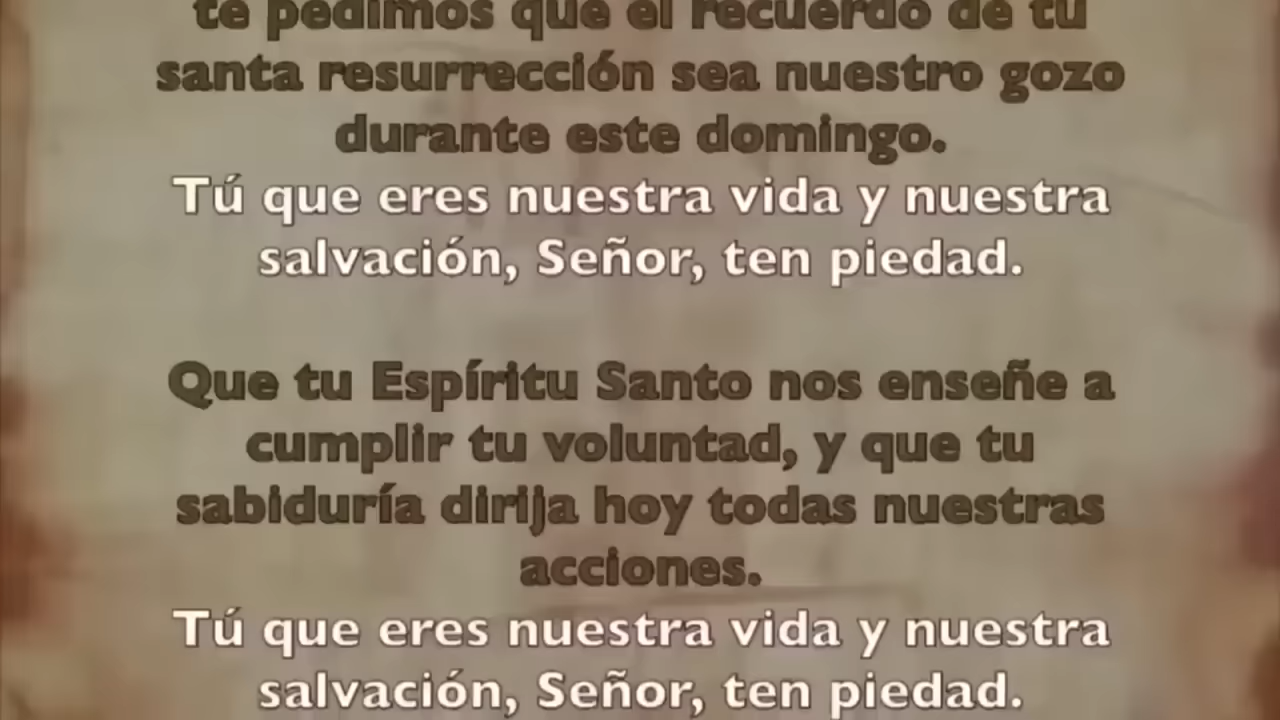 te pedimos que el recuerdo de tu
santa resurrección sea nuestro gozo
durante este domingo.
Tú que eres nuestra vida y nuestra
salvación, Señor, ten piedad.
Que tu Espíritu Santo nos enseñe a
cumplir tu voluntad, y que tu
sabiduría dirija hoy todas nuestras
acciones.
Tú que eres nuestra vida y nuestra
salvación, Señor, ten piedad.